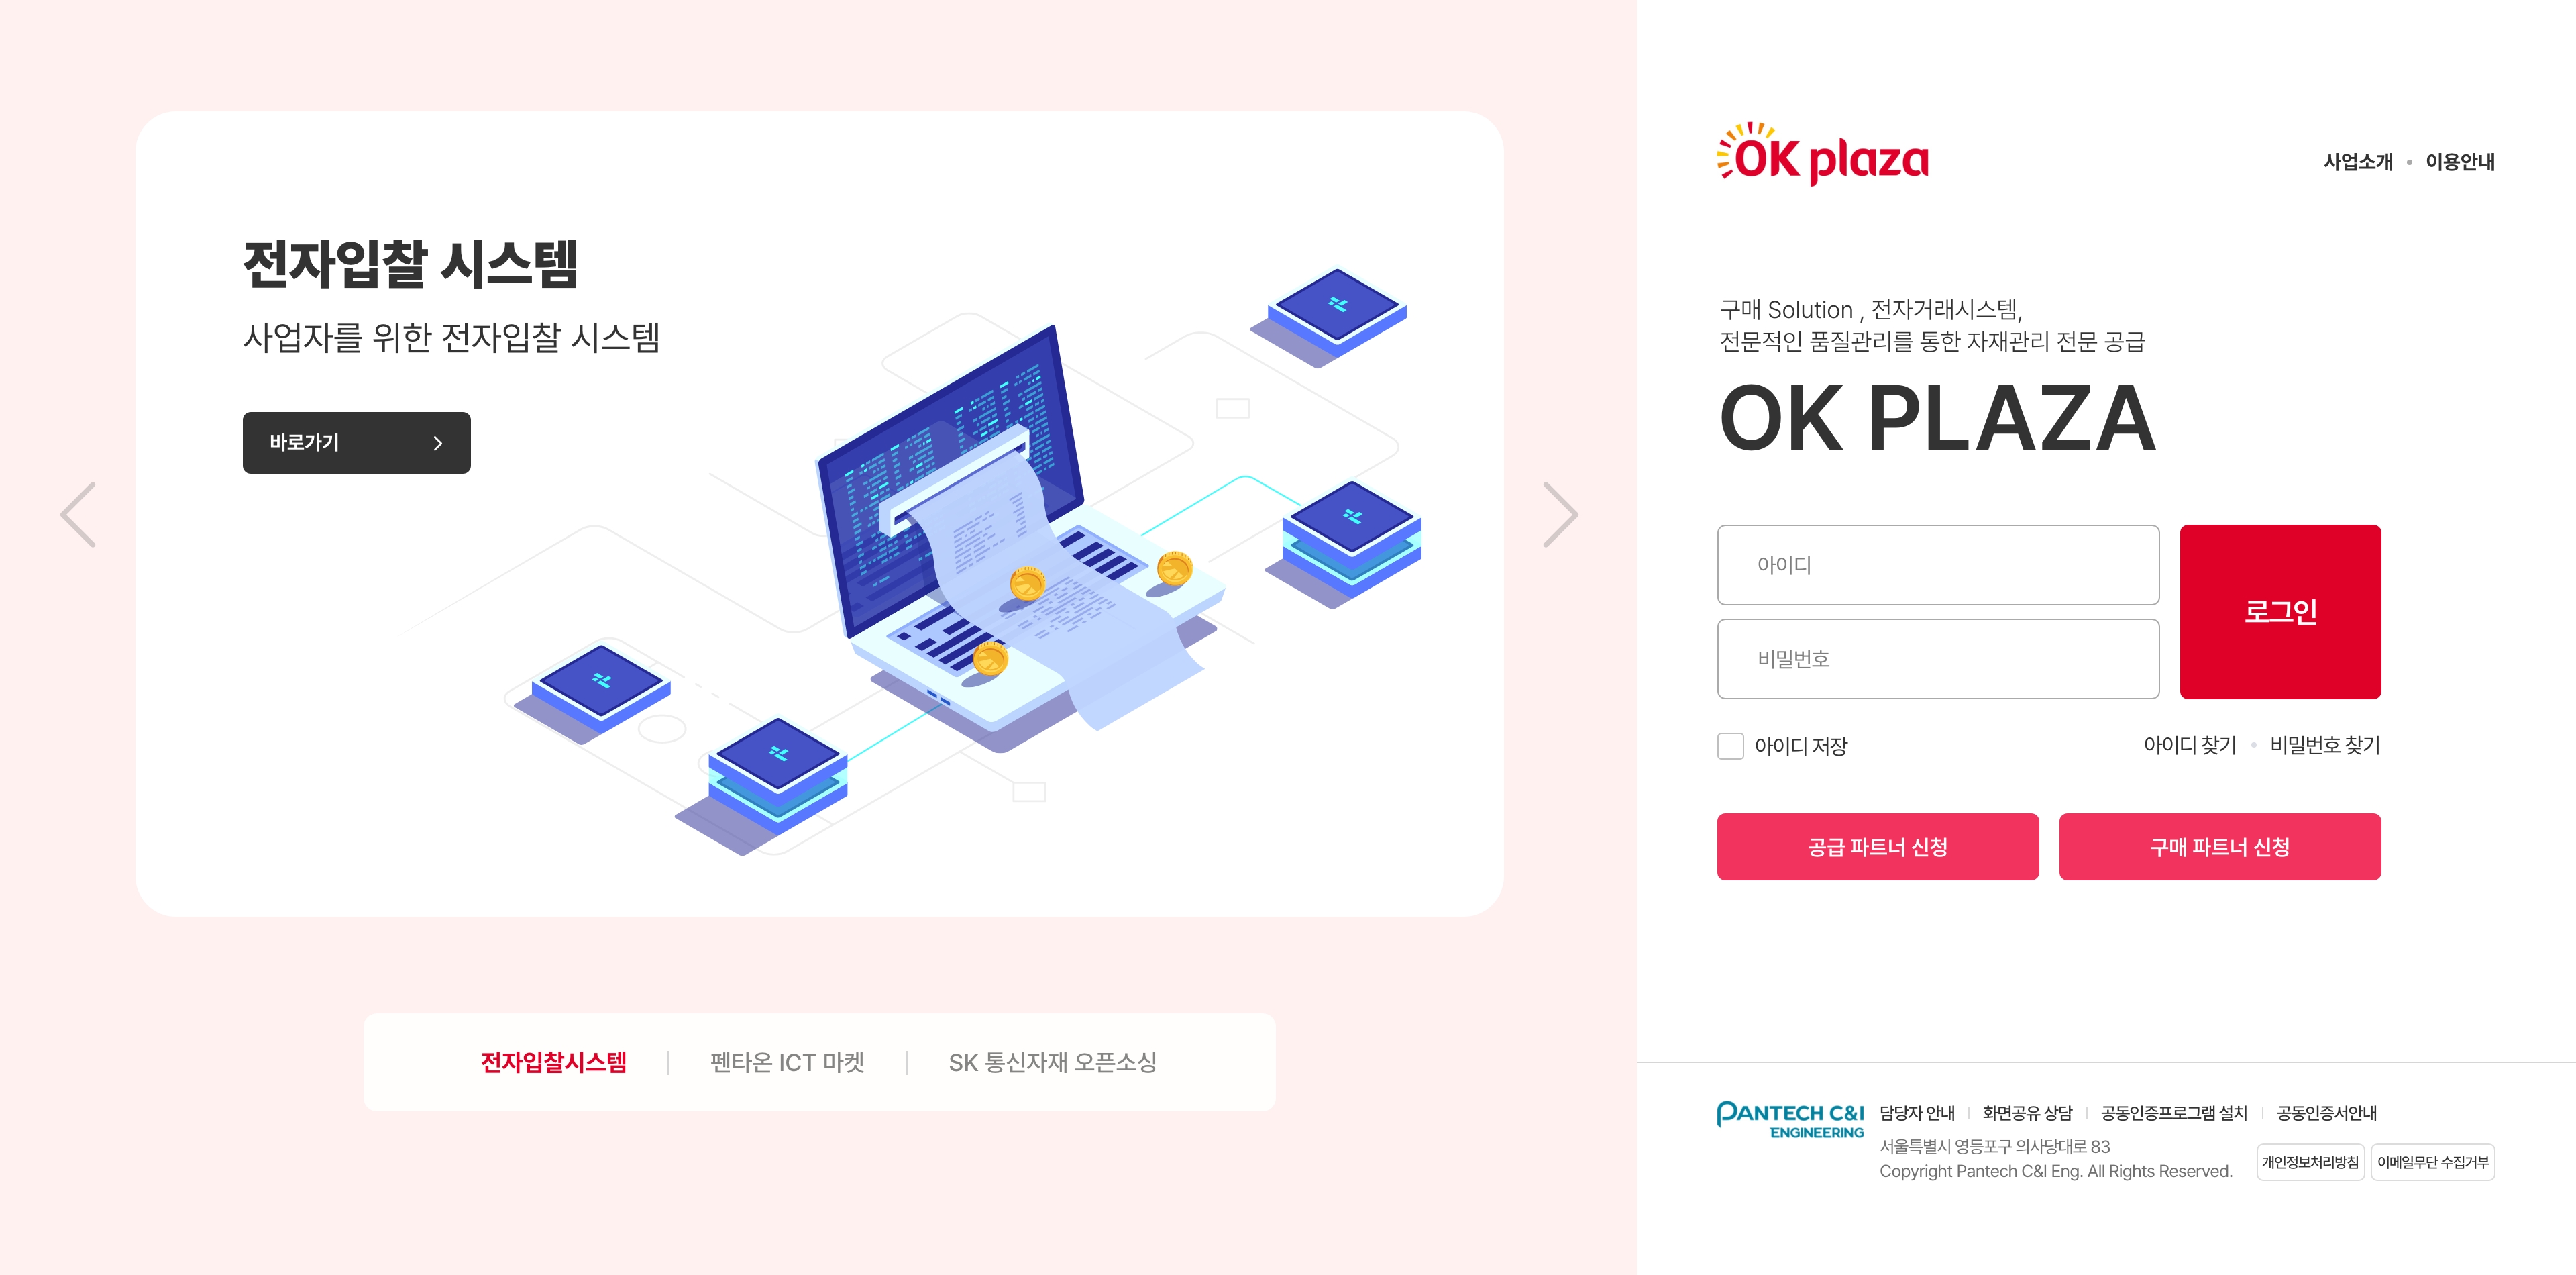 전자입찰 시스템
사업자를 위한 전자입찰 시스템
바로가기
전자입찰시스템 | 펜타온 ICT 마켓 | SK 통신자재 오픈소싱
OK plaza
사업소개 • 이용안내
구매 Solution , 전자거래시스템,
전문적인 품질관리를 통한 자재관리 전문 공급
OK PLAZA
아이디
비밀번호
로그인
아이디 저장
아이디 찾기 • 비밀번호 찾기
공급 파트너 신청
구매 파트너 신청
PANTECH C&I
ENGINEERING
담당자 안내 | 화면공유 상담 | 공동인증프로그램 설치 | 공동인증서안내
서울특별시 영등포구 의사당대로 83
Copyright Pantech C&I Eng. All Rights Reserved.
개인정보처리방침
이메일무단 수집거부